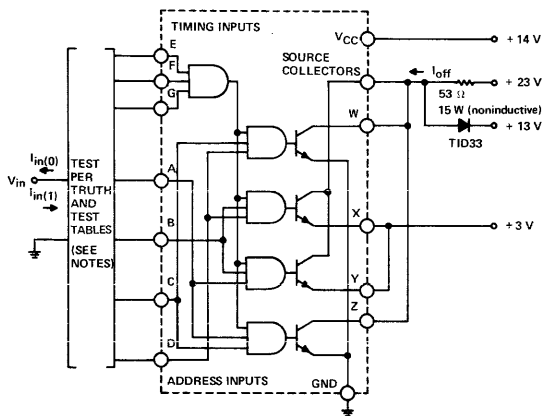 TIMING INPUTS
E
F
G
VCC
+ 14 V
SOURCE
COLLECTORS
Ioff
+ 23 V
53 Ω
15 W (noninductive)
+ 13 V
TID33
W
Iin(0)
Vin
Iin(1)
TEST
PER
TRUTH
AND
TEST
TABLES
(SEE
NOTES)
A
B
C
D
X
+ 3 V
Y
Z
ADDRESS INPUTS
GND